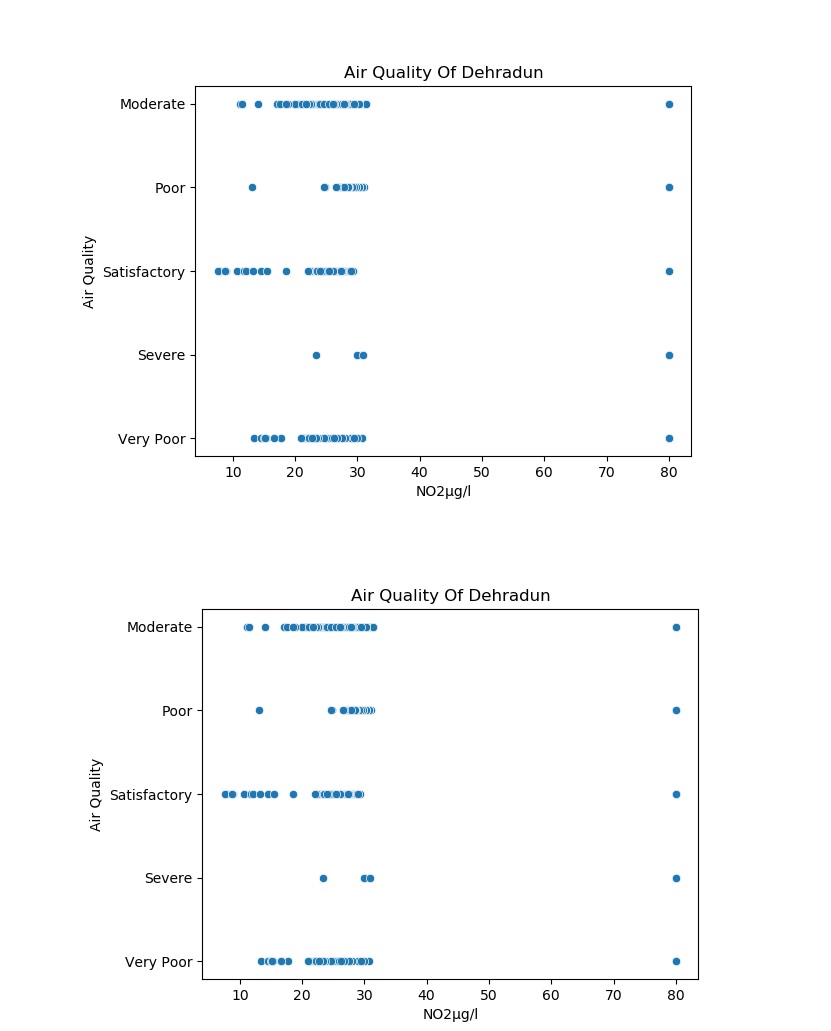 Air Quality Of Dehradun
Moderate
Poor
Satisfactory
Severe
Very Poor
Air Quality
10 20 30 40 50 60 70 80
NO2µg/l
Air Quality Of Dehradun
Moderate
Poor
Satisfactory
Severe
Very Poor
Air Quality
10 20 30 40 50 60 70 80
NO2µg/l